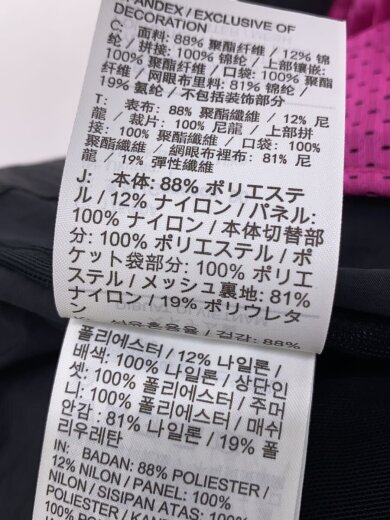 ANDEX / EXCLUSIVE OF
DECORATION
C: 面料: 88% 聚酯纤维 / 12% 锦
纶 / 拼接: 100% 锦纶 / 上部镶嵌:
100% 聚酯纤维 / 口袋: 100% 聚酯
纤维 / 网眼布里料: 81% 锦纶 /
19% 氨纶 / 不包括装饰部分
T: 表布: 88% 聚酯纖維 / 12% 尼
龍 / 裁片: 100% 尼龍 / 上部拼
接: 100% 聚酯纖維 / 口袋: 100%
聚酯纖維 / 網眼布裡布: 81% 尼
龍 / 19% 彈性纖維
J: 本体: 88% ポリエステ
ル / 12% ナイロン / パネル:
100% ナイロン / 本体切替部
分: 100% ポリエステル / ポ
ケット袋部分: 100% ポリエ
ステル / メッシュ裏地: 81%
ナイロン / 19% ポリウレタ
ン
겉감: 88%
폴리에스터 / 12% 나일론 /
배색: 100% 나일론 / 상단인
셋: 100% 폴리에스터 / 주머
니: 100% 폴리에스터 / 매쉬
안감 : 81% 나일론 / 19% 폴
리우레탄
IN: BADAN: 88% POLIESTER /
12% NILON / PANEL: 100%
NILON / SISIPAN ATAS: 100%
POLIESTER /